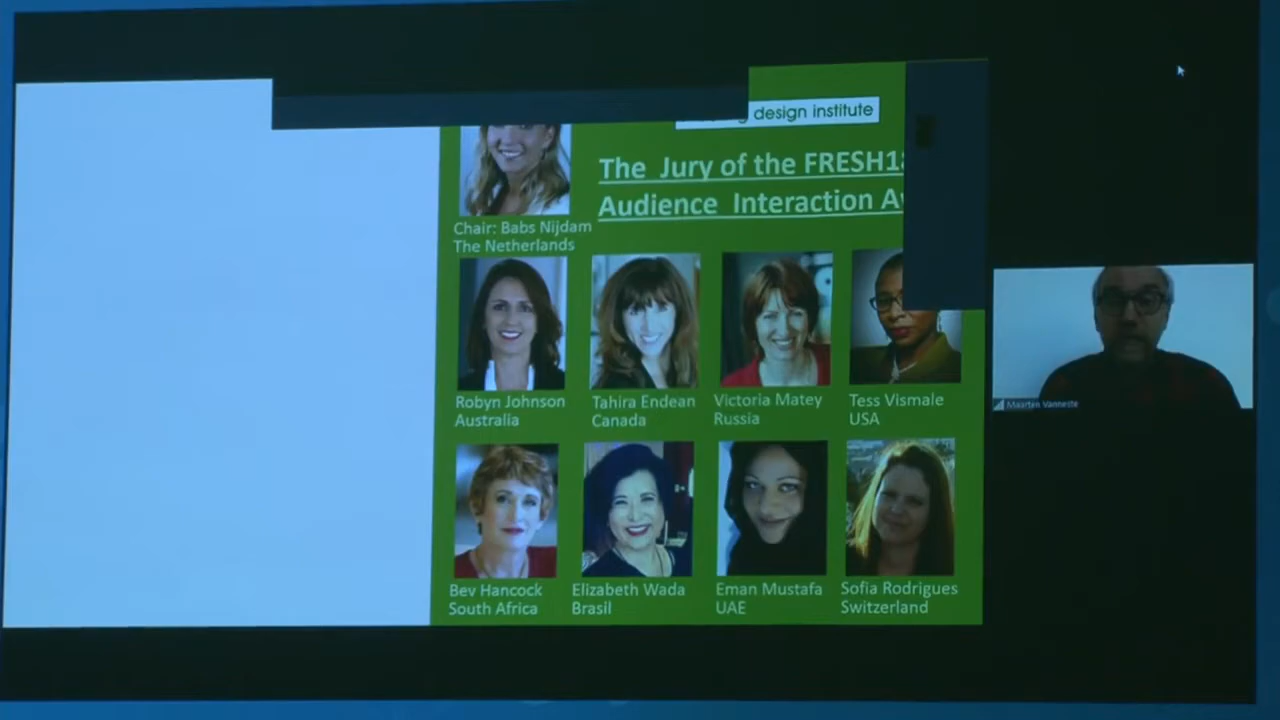 design institute
The Jury of the FRESH18
Audience Interaction A
Chair: Babs Nijdam
The Netherlands
Robyn Johnson
Australia
Tahira Endean
Canada
Victoria Matey
Russia
Tess Vismale
USA
Maarten Vanneste
Bev Hancock
South Africa
Elizabeth Wada
Brasil
Eman Mustafa
UAE
Sofia Rodrigues
Switzerland